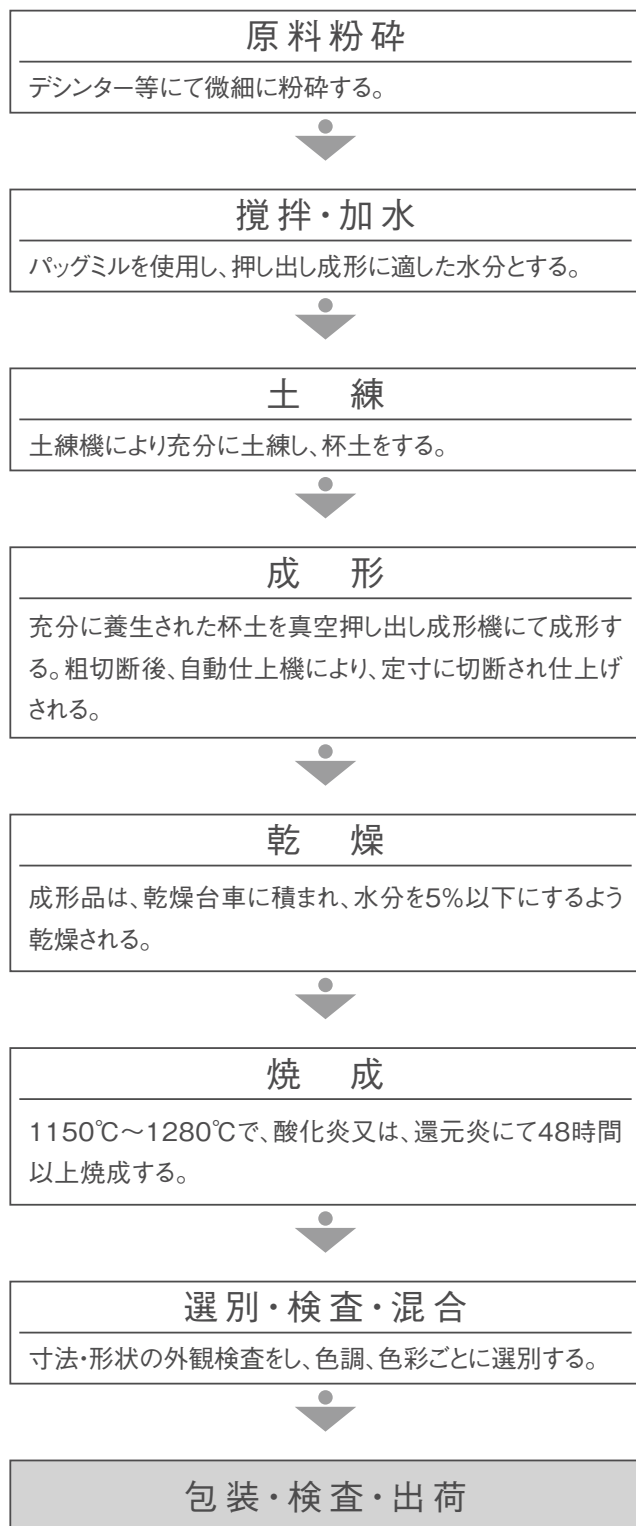 原料粉砕
デシンター等にて微細に粉砕する。
撹拌・加水
パッグミルを使用し、押し出し成形に適した水分とする。
土　練
土練機により充分に土練し、杯土をする。
成　形
充分に養生された杯土を真空押し出し成形機にて成形す
る。粗切断後、自動仕上機により、定寸に切断され仕上げ
される。
乾　燥
成形品は、乾燥台車に積まれ、水分を5%以下にするよう
乾燥される。
焼　成
1150℃～1280℃で、酸化炎又は、還元炎にて48時間
以上焼成する。
選別・検査・混合
寸法・形状の外観検査をし、色調、色彩ごとに選別する。
包装・検査・出荷